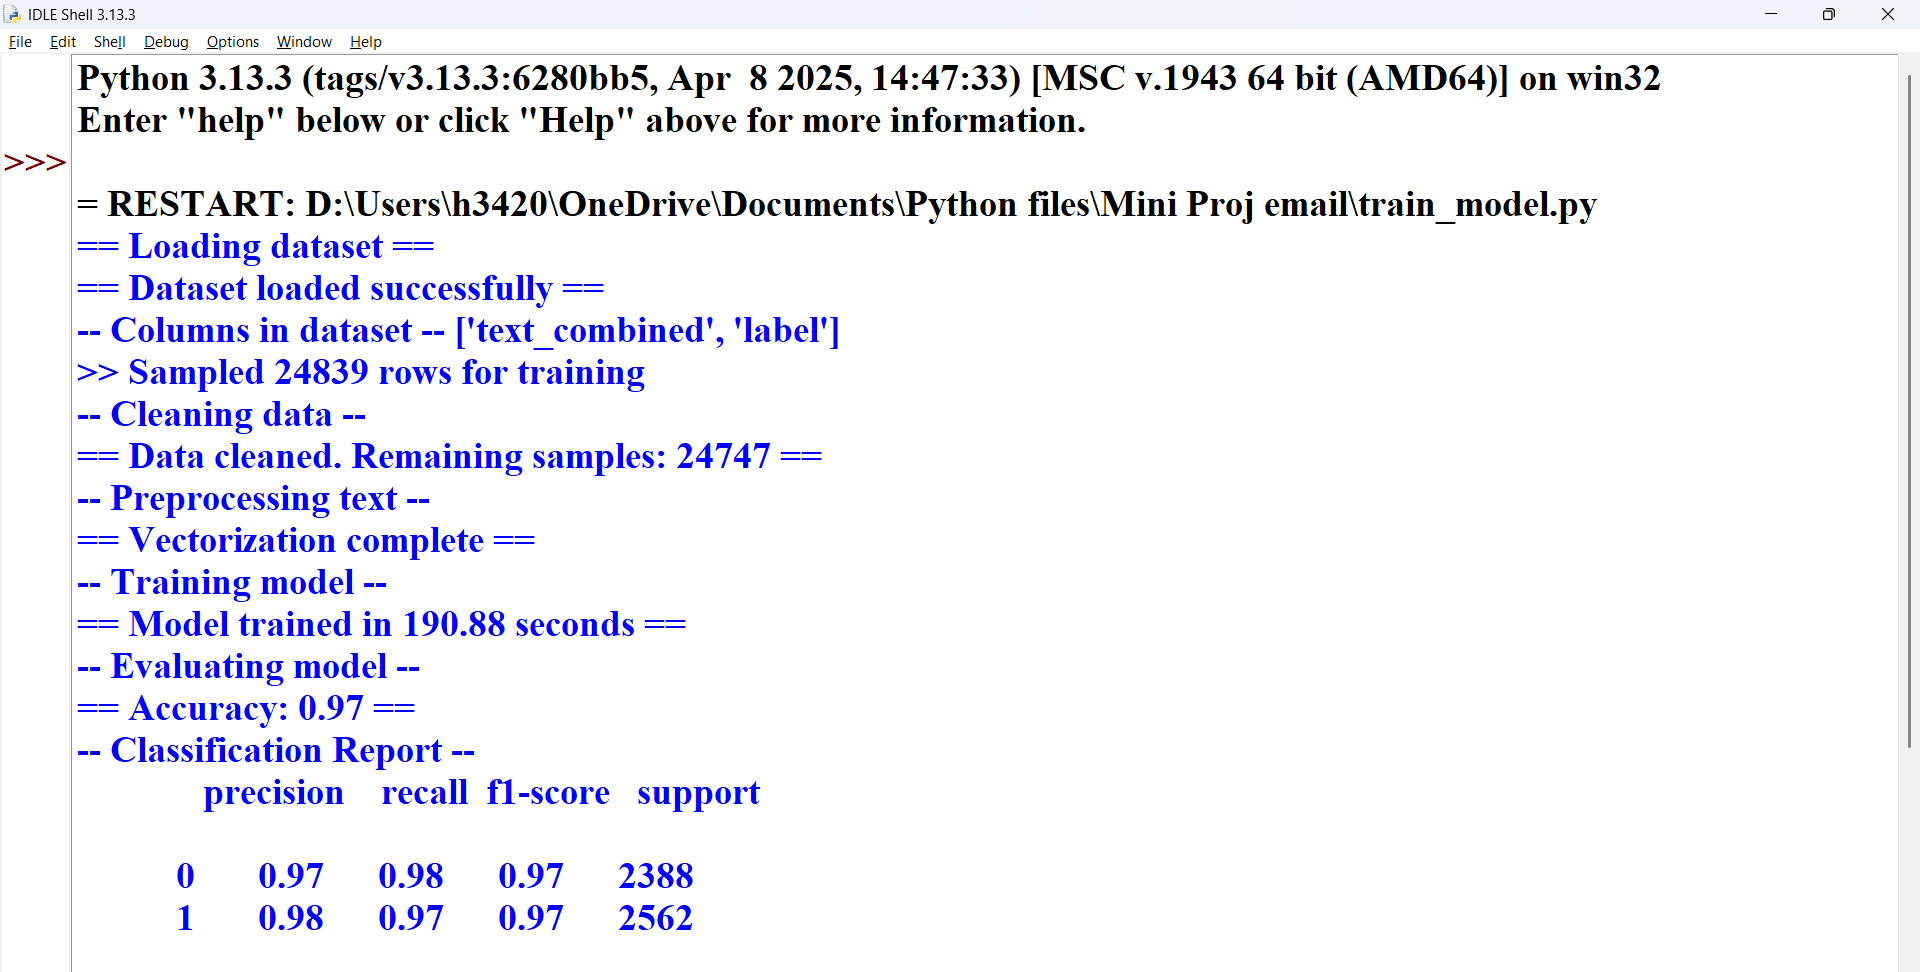 IDLE Shell 3.13.3
File Edit Shell Debug Options Window Help
Python 3.13.3 (tags/v3.13.3:6280bb5, Apr  8 2025, 14:47:33) [MSC v.1943 64 bit (AMD64)] on win32
Enter "help" below or click "Help" above for more information.
>>>
= RESTART: D:\Users\h3420\OneDrive\Documents\Python files\Mini Proj email\train_model.py
== Loading dataset ==
== Dataset loaded successfully ==
-- Columns in dataset -- ['text_combined', 'label']
>> Sampled 24839 rows for training
-- Cleaning data --
== Data cleaned. Remaining samples: 24747 ==
-- Preprocessing text --
== Vectorization complete ==
-- Training model --
== Model trained in 190.88 seconds ==
-- Evaluating model --
== Accuracy: 0.97 ==
-- Classification Report --
precision recall f1-score support
0 0.97 0.98 0.97 2388
1 0.98 0.97 0.97 2562